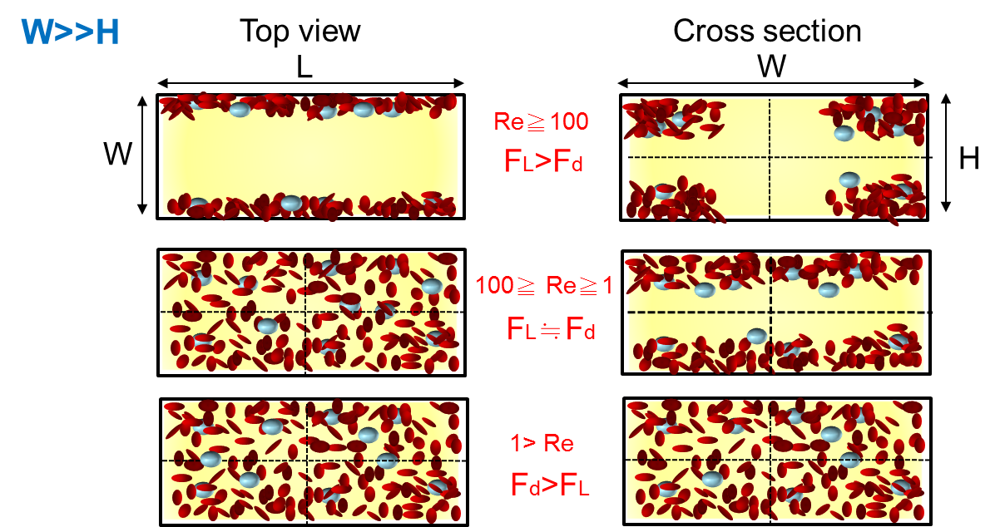 W>>H
Top view
Cross section
L
W
W
H
Re≧100
FL>Fd
100≧ Re≧1
FL≒Fd
1> Re
Fd>FL